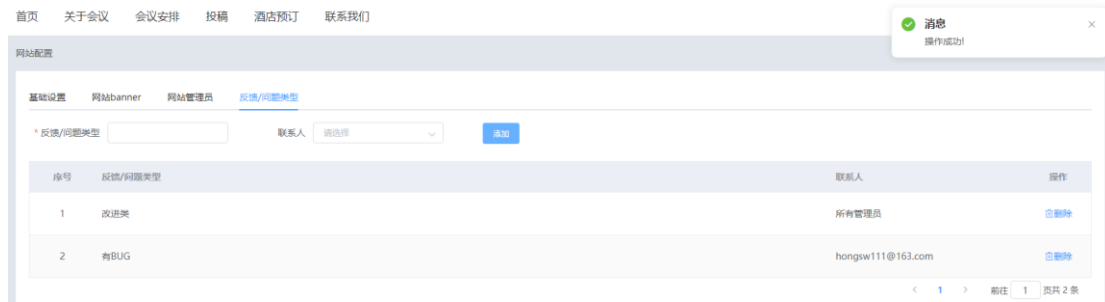 首页 关于会议 会议安排 投稿 酒店预订 联系我们
消息
操作成功!
网站配置
基础设置 网站banner 网站管理员 反馈/问题类型
* 反馈/问题类型 联系人 请选择 添加
序号 反馈/问题类型 联系人 操作
1 改进类 所有管理员 删除
2 有BUG hongsw111@163.com 删除
< 1 > 前往 1 页共 2 条